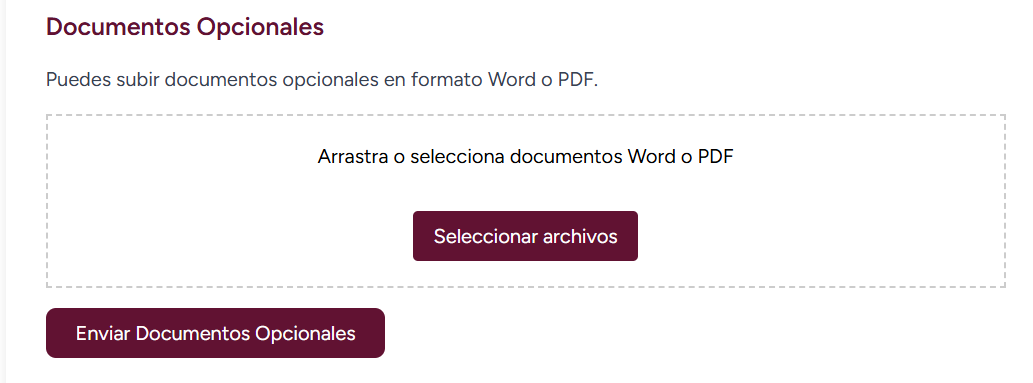 Documentos Opcionales
Puedes subir documentos opcionales en formato Word o PDF.
Arrastra o selecciona documentos Word o PDF
Seleccionar archivos
Enviar Documentos Opcionales